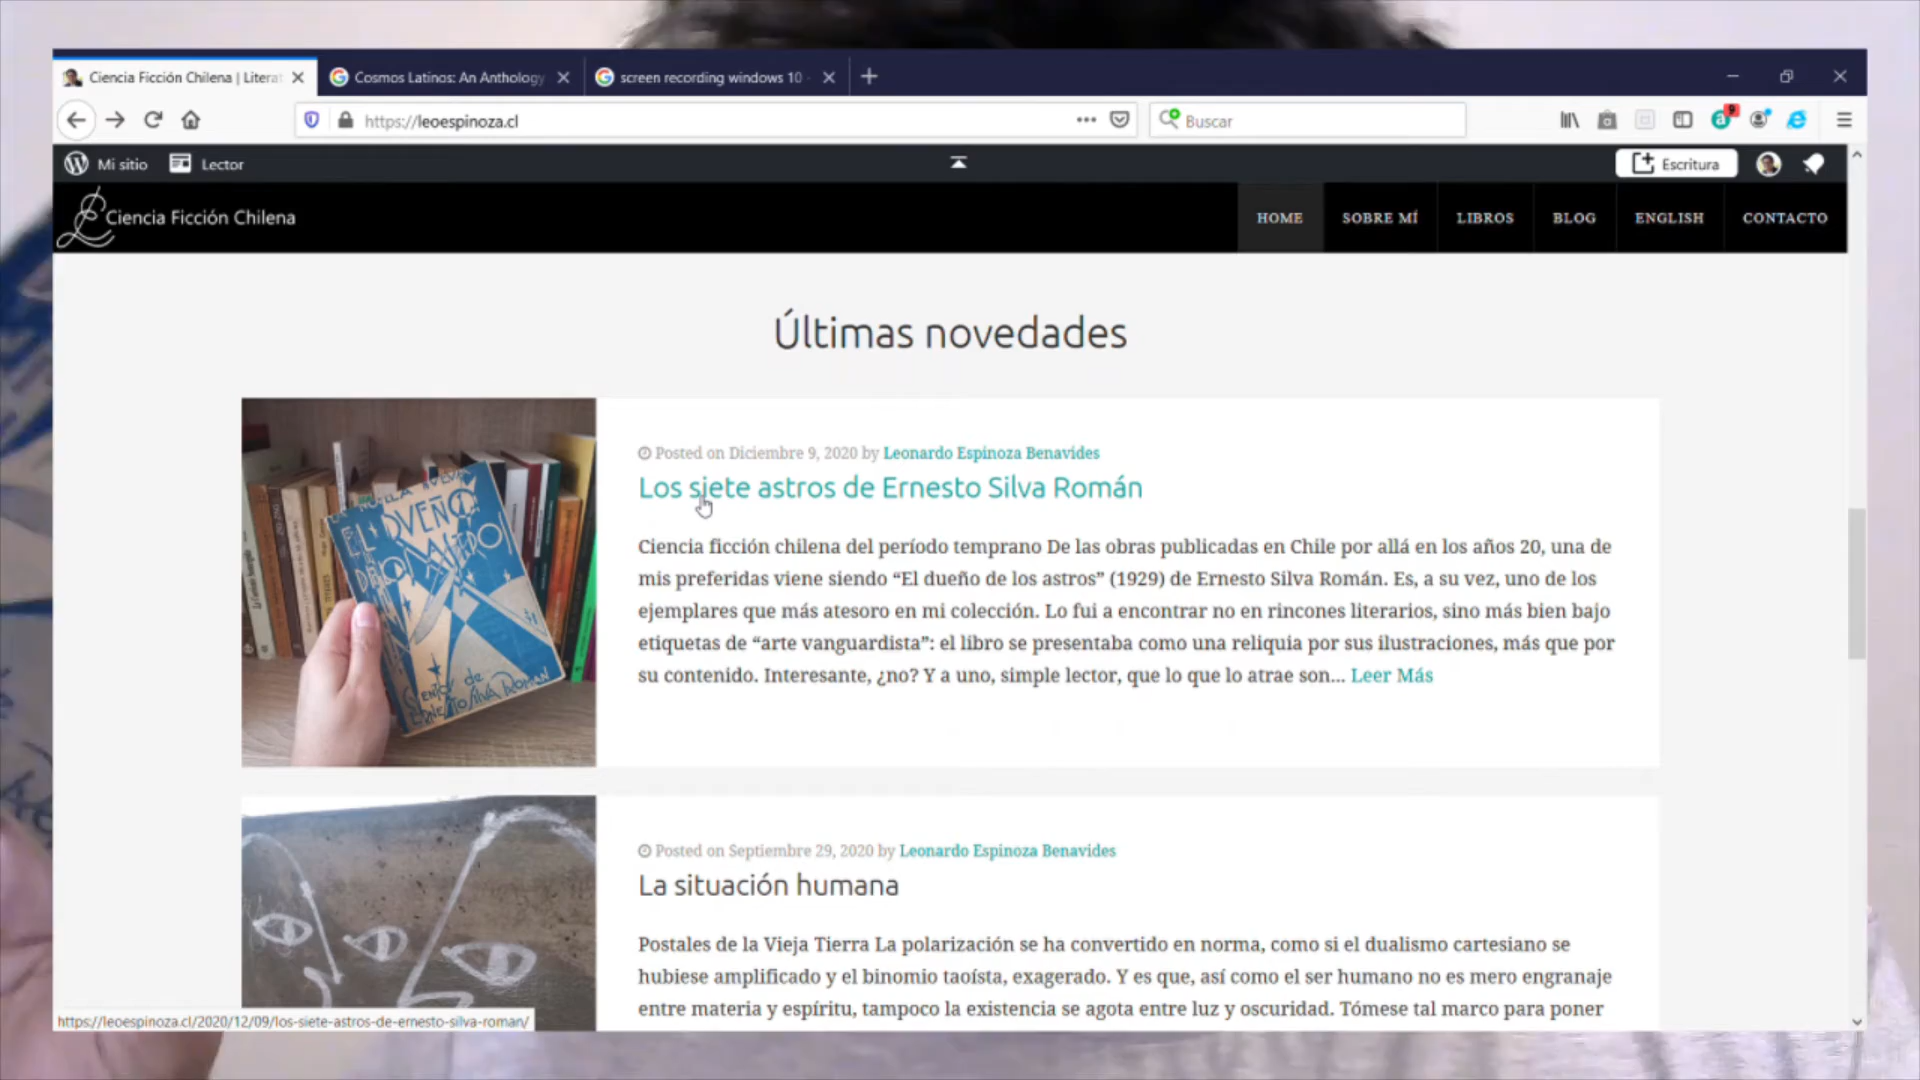 Ciencia Ficción Chilena | Litera
Cosmos Latinos: An Anthology
screen recording windows 10
https://leoespinoza.cl
Buscar
9
Mi sitio
Lector
Escritura
Ciencia Ficción Chilena
HOME
SOBRE MÍ
LIBROS
BLOG
ENGLISH
CONTACTO
Últimas novedades
EL DUEÑO
DE LOS ASTROS
Posted on Diciembre 9, 2020 by Leonardo Espinoza Benavides
Los siete astros de Ernesto Silva Román
Ciencia ficción chilena del período temprano De las obras publicadas en Chile por allá en los años 20, una de
mis preferidas viene siendo “El dueño de los astros” (1929) de Ernesto Silva Román. Es, a su vez, uno de los
ejemplares que más atesoro en mi colección. Lo fui a encontrar no en rincones literarios, sino más bien bajo
etiquetas de “arte vanguardista”: el libro se presentaba como una reliquia por sus ilustraciones, más que por
su contenido. Interesante, ¿no? Y a uno, simple lector, que lo que lo atrae son... Leer Más
Posted on Septiembre 29, 2020 by Leonardo Espinoza Benavides
La situación humana
Postales de la Vieja Tierra La polarización se ha convertido en norma, como si el dualismo cartesiano se
hubiese amplificado y el binomio taoísta, exagerado. Y es que, así como el ser humano no es mero engranaje
entre materia y espíritu, tampoco la existencia se agota entre luz y oscuridad. Tómese tal marco para poner
https://leoespinoza.cl/2020/12/09/los-siete-astros-de-ernesto-silva-roman/